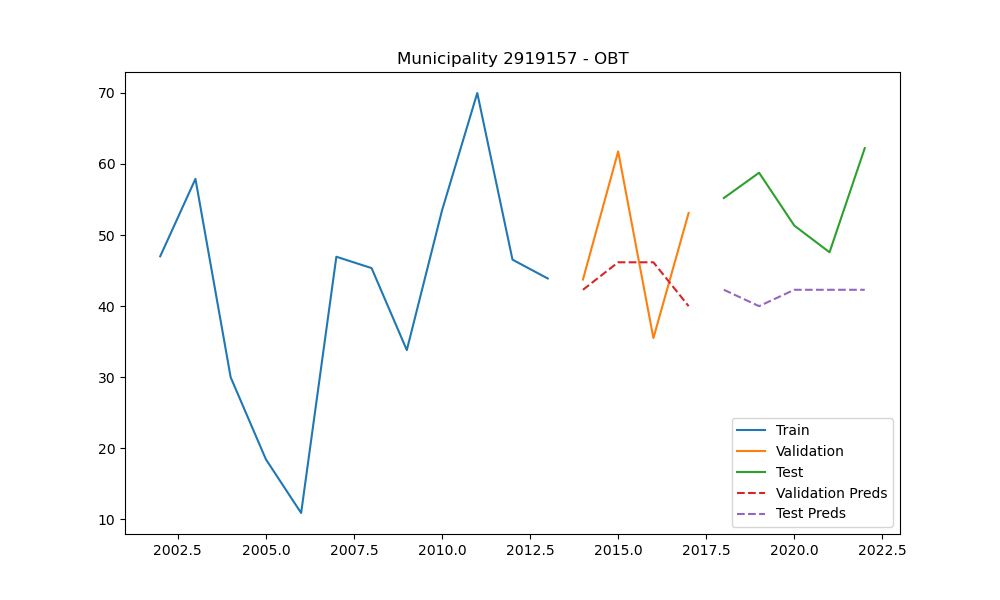 Municipality 2919157 - OBT
70
60
50
40
30
20
10
2002.5 2005.0 2007.5 2010.0 2012.5 2015.0 2017.5 2020.0 2022.5
Train
Validation
Test
Validation Preds
Test Preds